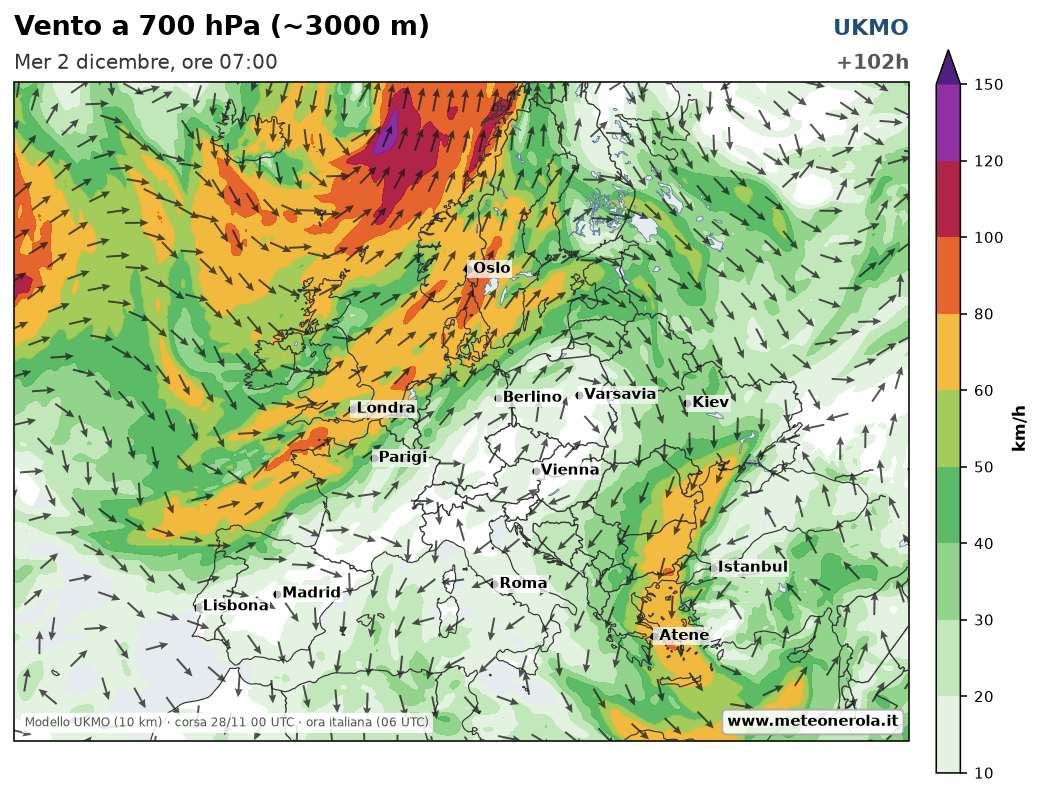 Vento a 700 hPa (~3000 m)
UKMO
Mer 2 dicembre, ore 07:00
+102h
150
120
100
80
60
50
40
30
20
10
km/h
Oslo
Londra
Berlino
Varsavia
Kiev
Parigi
Vienna
Istanbul
Roma
Madrid
Lisbona
Atene
Modello UKMO (10 km) · corsa 28/11 00 UTC · ora italiana (06 UTC)
www.meteonerola.it